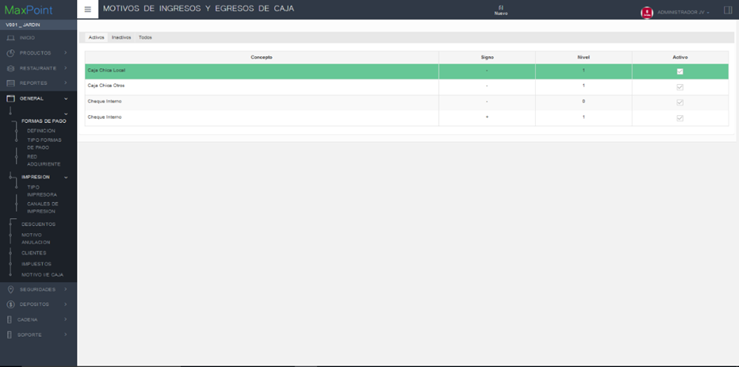 MaxPoint
MOTIVOS DE INGRESOS Y EGRESOS DE CAJA
Nuevo
ADMINISTRADOR
V001 _ JARDIN
INICIO
PRODUCTOS
RESTAURANTE
REPORTES
GENERAL
FORMAS DE PAGO
DEFINICION
TIPO FORMAS
DE PAGO
RED
ADQUIRIENTE
IMPRESION
TIPO
IMPRESORA
CANALES DE
IMPRESION
DESCUENTOS
MOTIVO
ANULACION
CLIENTES
IMPUESTOS
MOTIVO DE CAJA
SEGURIDADES
DEPOSITOS
CADENA
SOPORTE
Activos Inactivos Todos
Concepto Signo Nivel Activo
Caja Chica Local - 1
Caja Chica Otros - 1
Cheque Interno -
Cheque Interno + 1